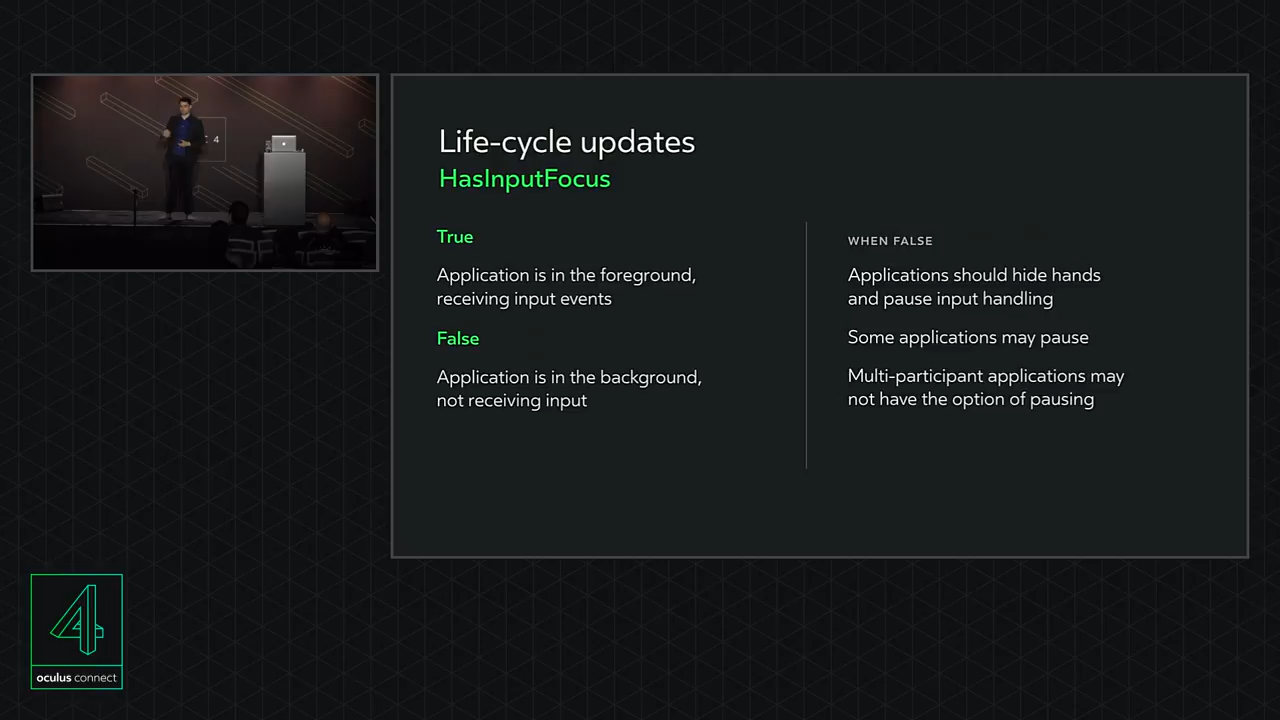 C 4
Life-cycle updates
HasInputFocus
True
Application is in the foreground,
receiving input events
False
Application is in the background,
not receiving input
WHEN FALSE
Applications should hide hands
and pause input handling
Some applications may pause
Multi-participant applications may
not have the option of pausing
4
oculus connect